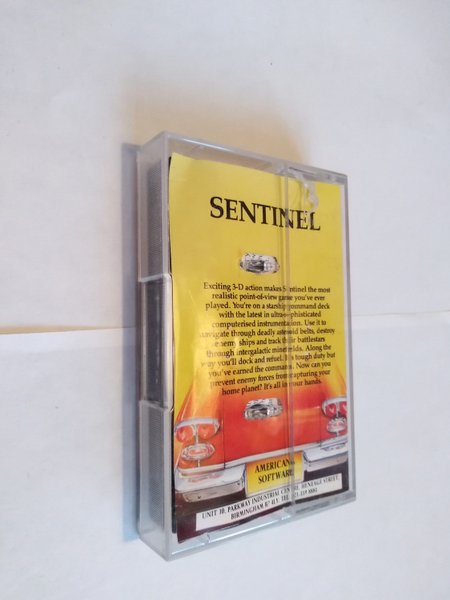 SENTINEL
Exciting 3-D action makes Sentinel the most
realistic point-of-view game you've ever
played. You're on a starship command deck
with the latest in ultra-sophisticated
computerised instrumentation. Use it to
navigate through deadly asteroid belts, destroy
enemy ships and track their battlestars
through intergalactic minefields. Along the
way you'll dock and refuel. It's tough duty but
you've earned the command. Now can you
prevent enemy forces from capturing your
home planet? It's all in your hands.
AMERICANA
SOFTWARE
UNIT 10, PARKWAY INDUSTRIAL CENTRE, HENEAGE STREET,
BIRMINGHAM B7 4LY